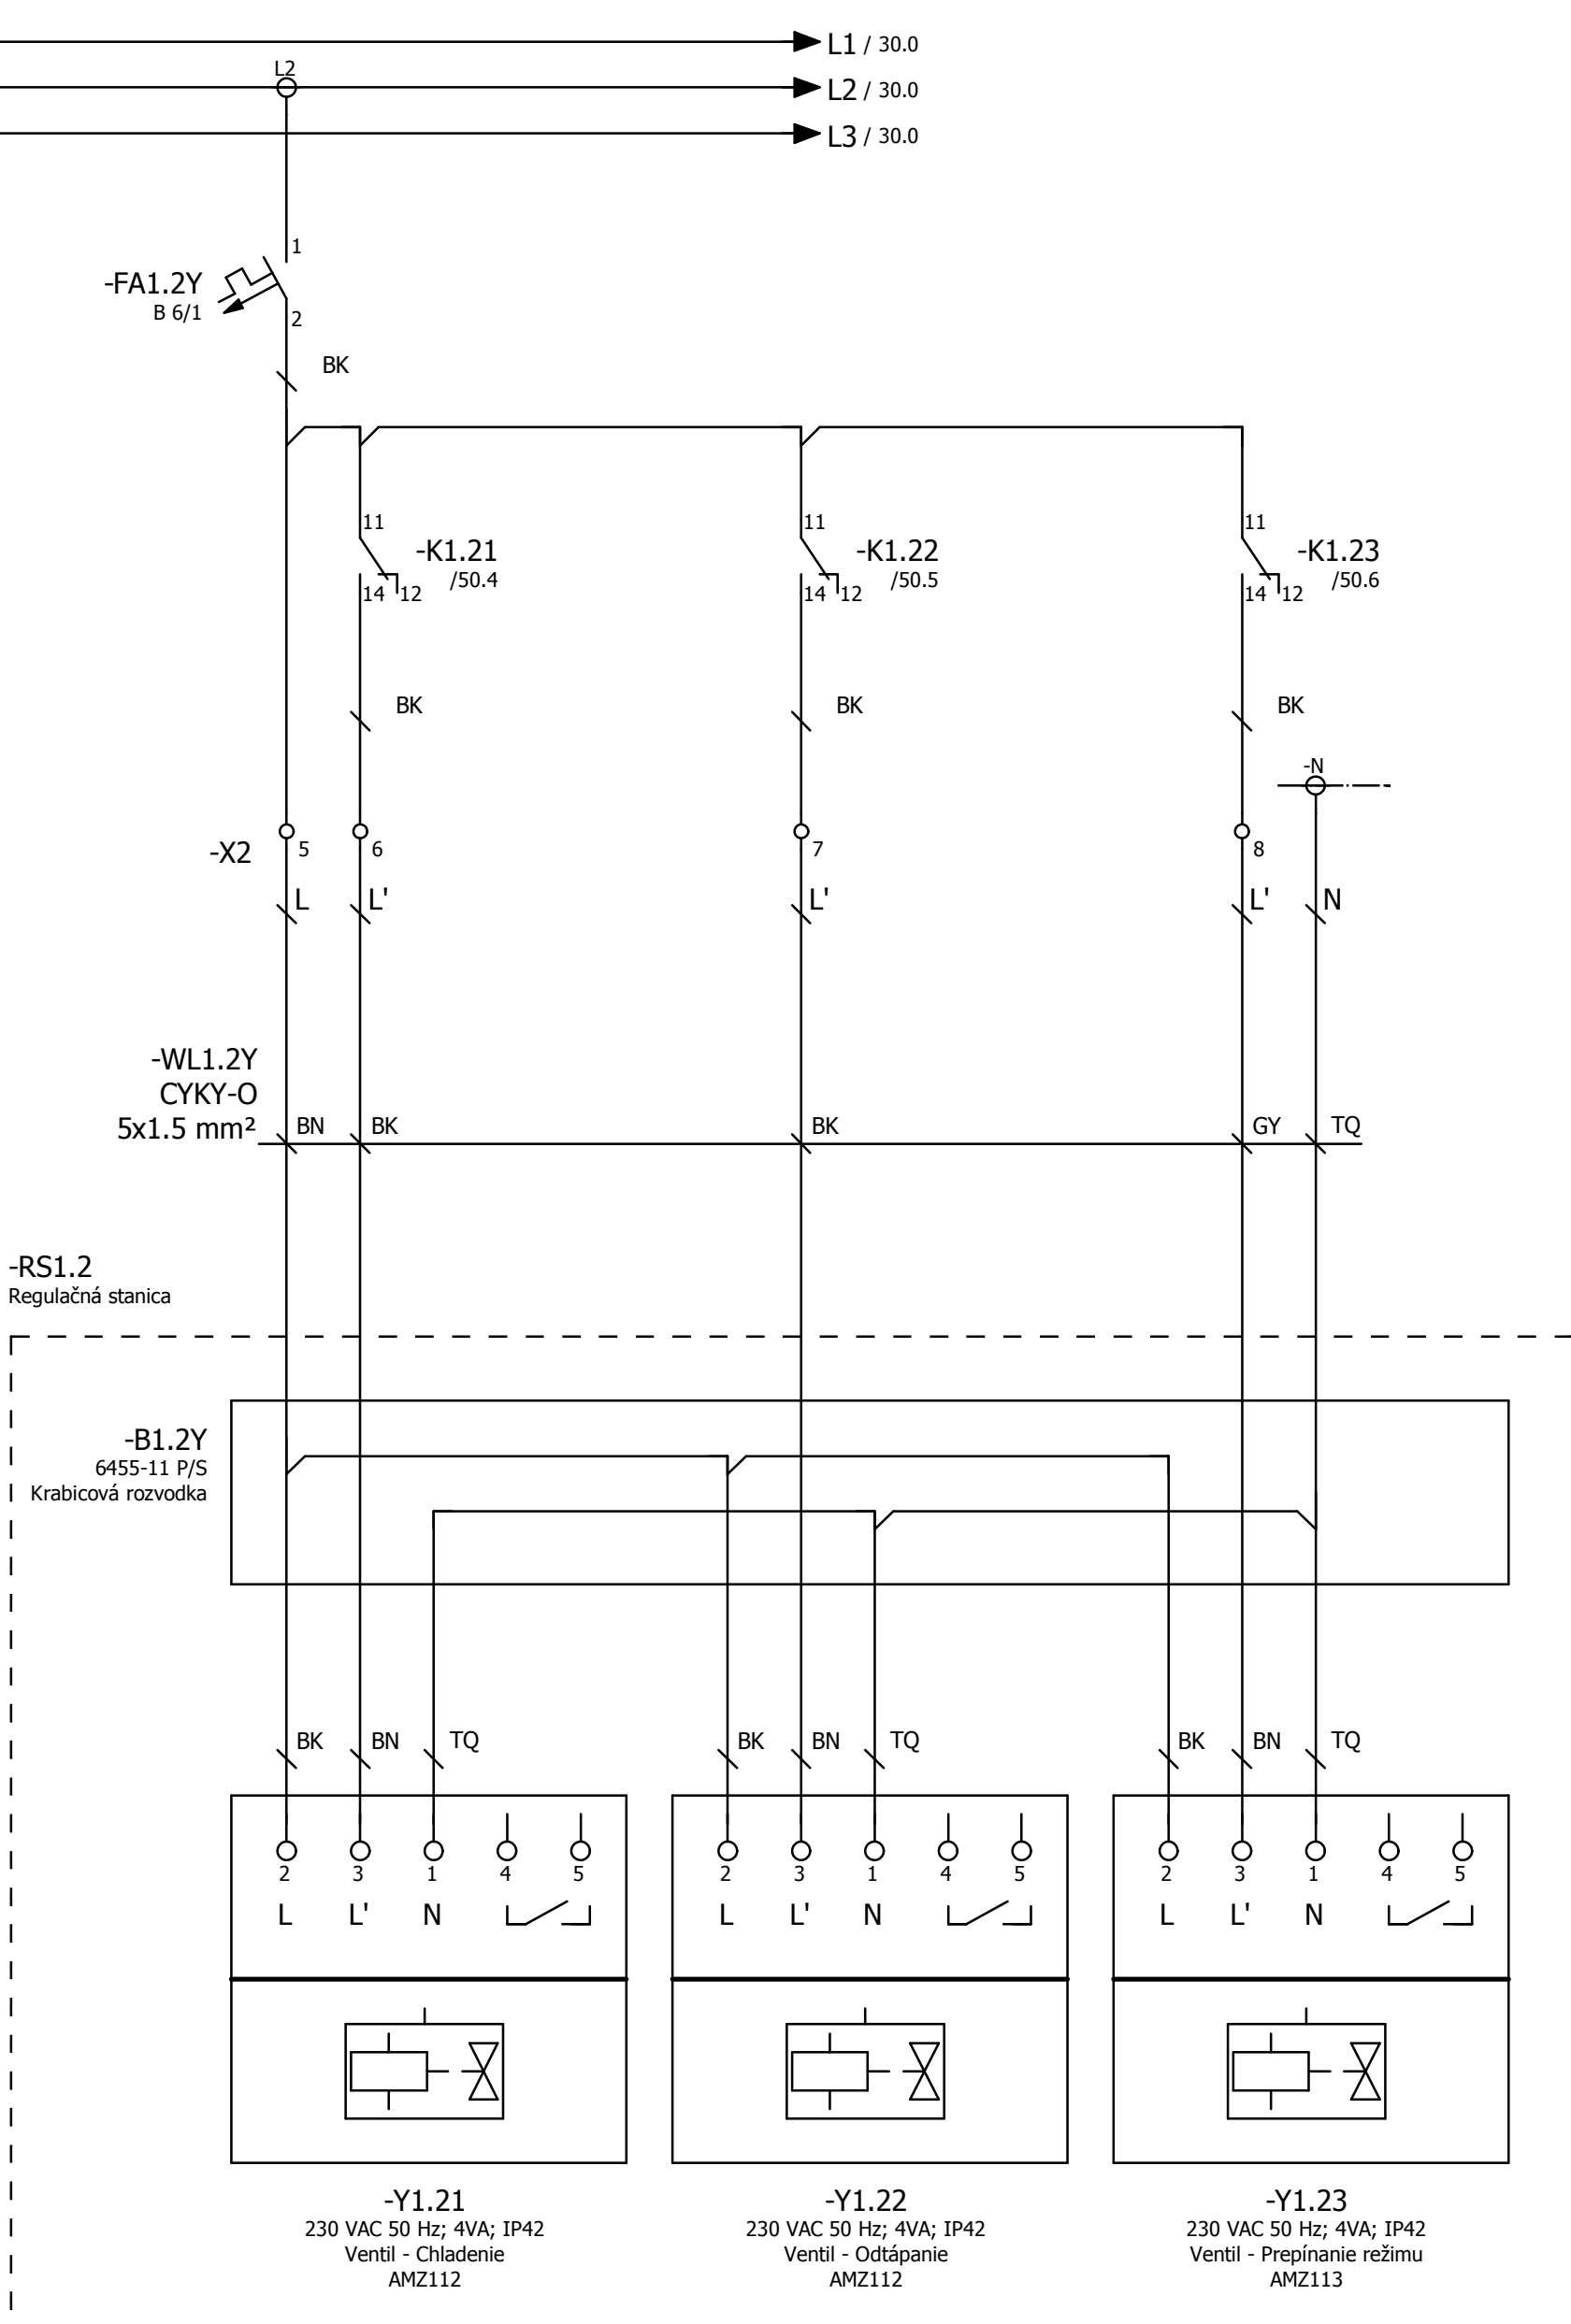 L1 / 30.0
L2
L2 / 30.0
L3 / 30.0
1
-FA1.2Y
B 6/1
2
BK
11 11 11
-K1.21 -K1.22 -K1.23
/50.4 /50.5 /50.6
14 12 14 12 14 12
BK BK BK
-N
-X2 5 6 7 8
L L' L' L' N
-WL1.2Y
CYKY-O
5x1.5 mm²
BN BK BK GY TQ
-RS1.2
Regulačná stanica
-B1.2Y
6455-11 P/S
Krabicová rozvodka
BK BN TQ BK BN TQ BK BN TQ
2 3 1 4 5 2 3 1 4 5 2 3 1 4 5
L L' N L L' N L L' N
-Y1.21
230 VAC 50 Hz; 4VA; IP42
Ventil - Chladenie
AMZ112
-Y1.22
230 VAC 50 Hz; 4VA; IP42
Ventil - Odtápanie
AMZ112
-Y1.23
230 VAC 50 Hz; 4VA; IP42
Ventil - Prepínanie režimu
AMZ113